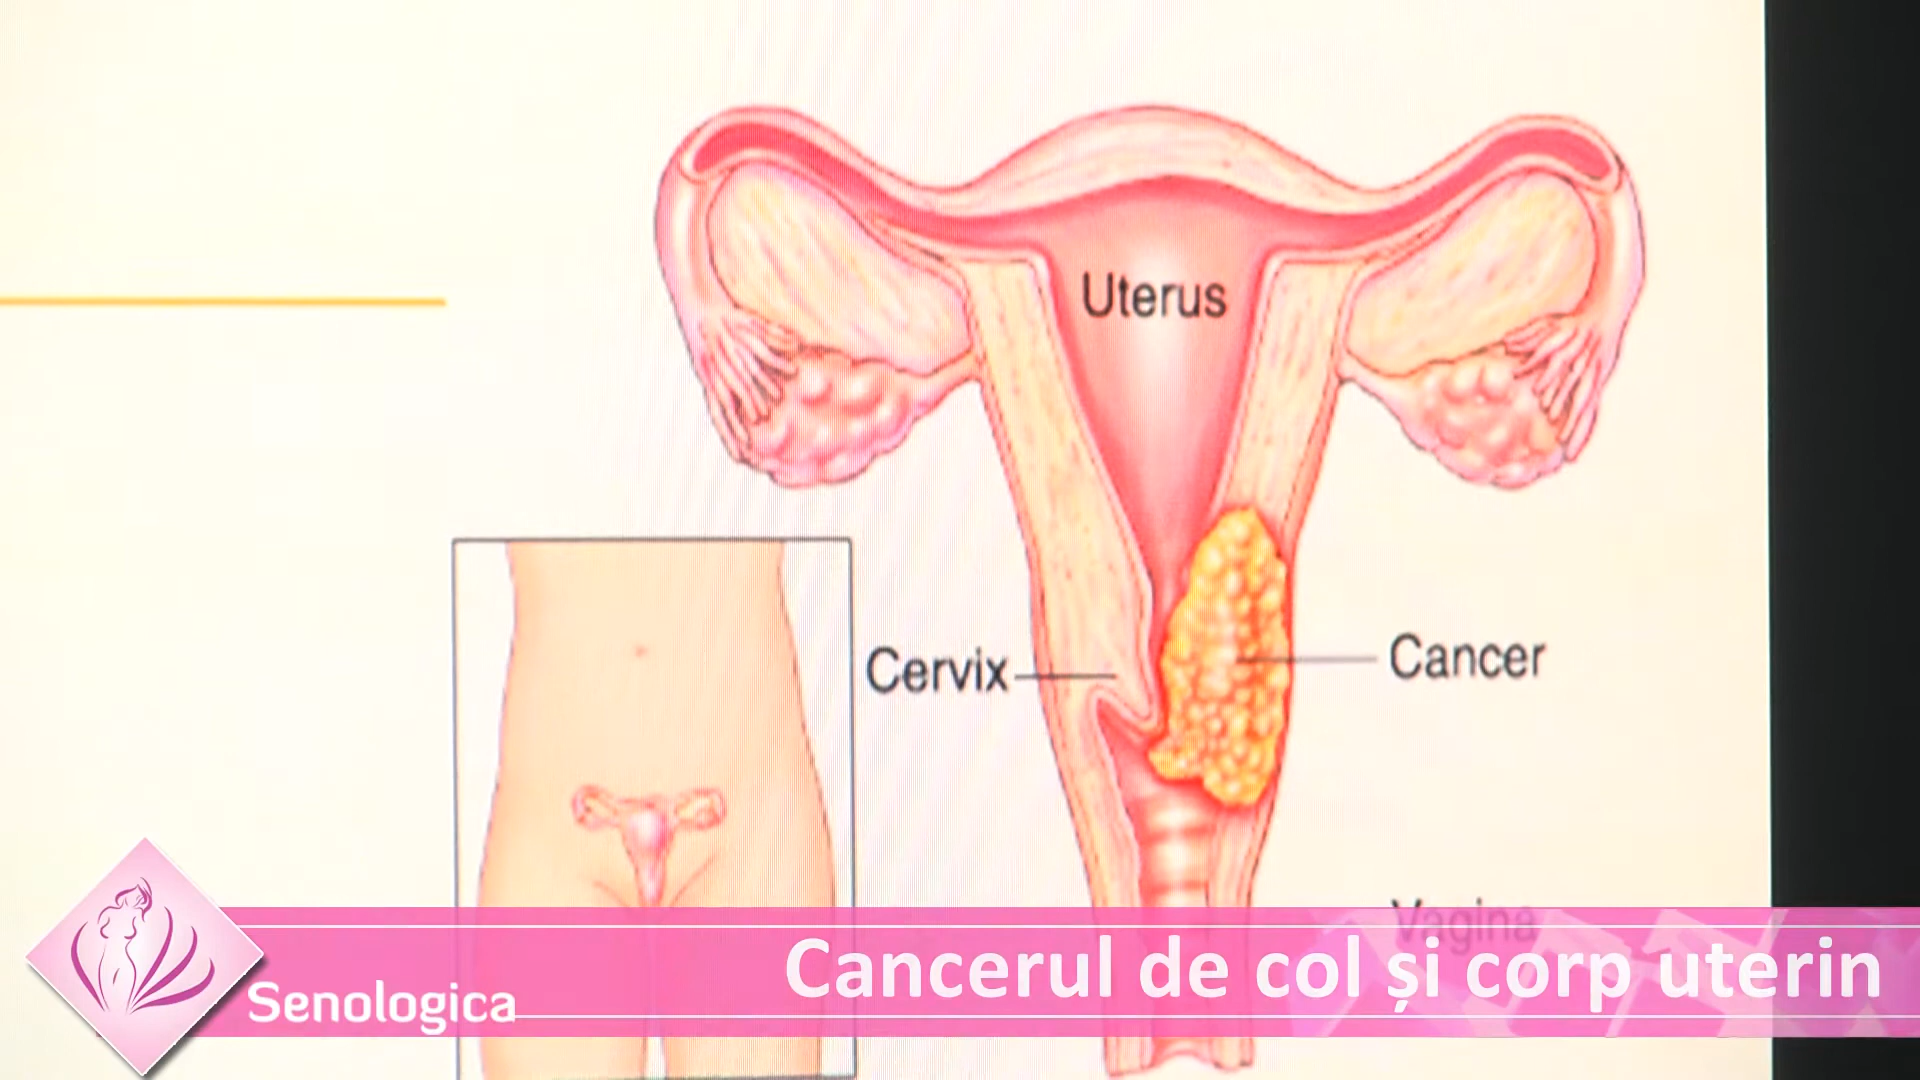 Uterus
Cervix
Cancer
Vagina
Cancerul de col și corp uterin
Senologica